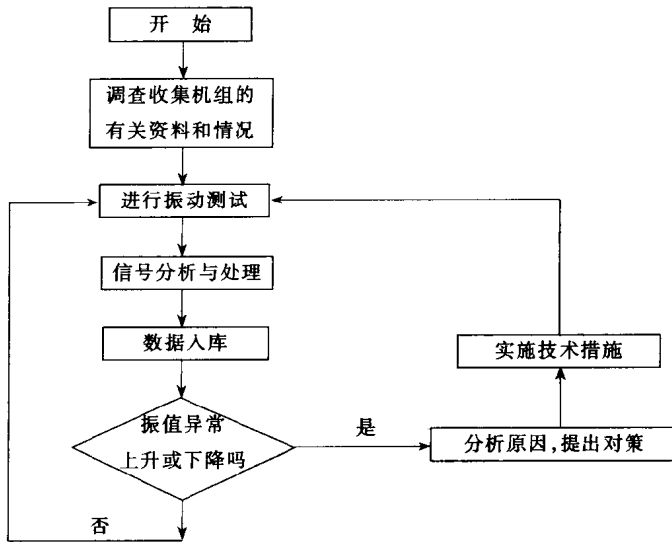 开 始
调查收集机组的
有关资料和情况
进行振动测试
信号分析与处理
数据入库
实施技术措施
振值异常
上升或下降吗
是
分析原因,提出对策
否